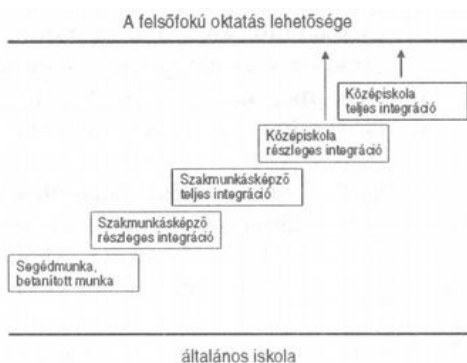 A felsőfokú oktatás lehetősége
Középiskola
teljes integráció
Középiskola
részleges integráció
Szakmunkásképző
teljes integráció
Szakmunkásképző
részleges integráció
Segédmunka,
betanított munka
általános iskola